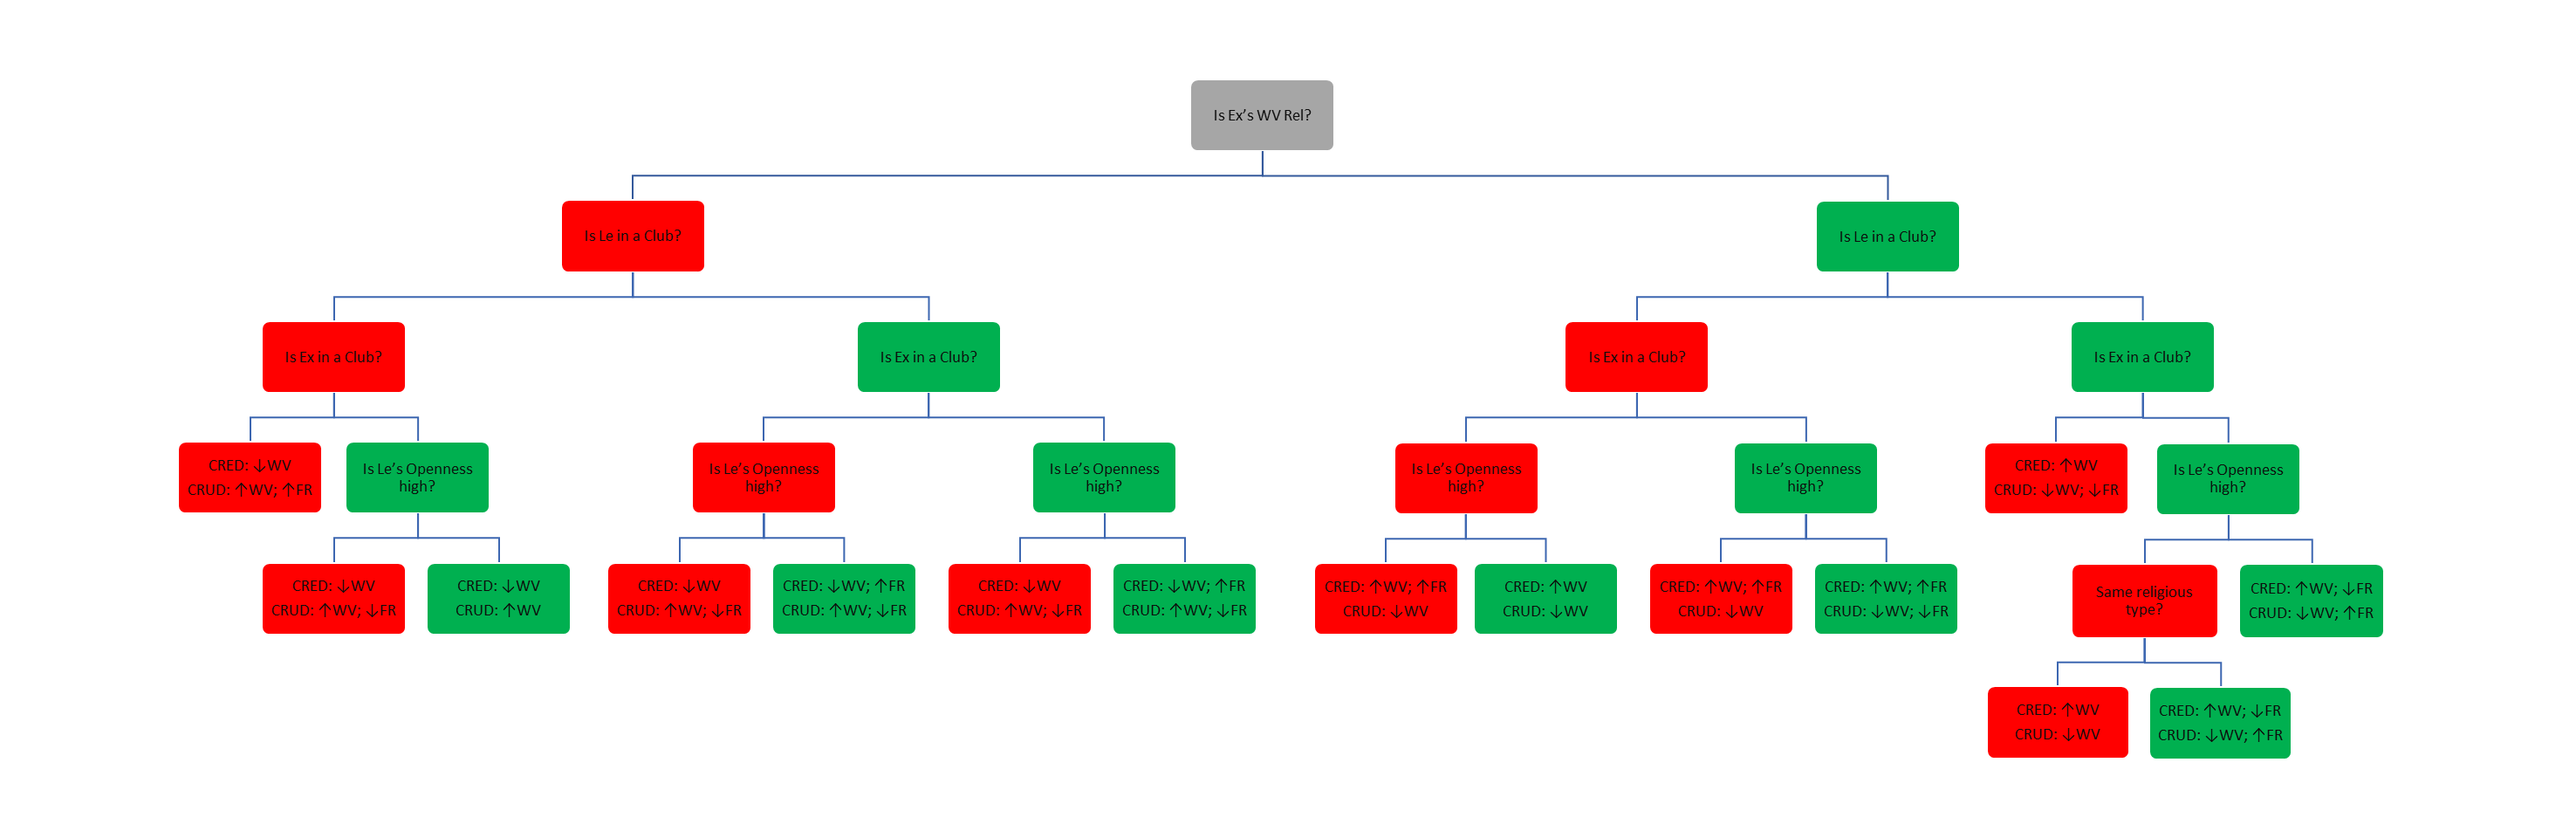 Is Ex’s WV Rel?
Is Le in a Club?
Is Le in a Club?
Is Ex in a Club?
Is Ex in a Club?
Is Ex in a Club?
Is Ex in a Club?
CRED: ↓WV
CRUD: ↑WV; ↑FR
Is Le’s Openness
high?
Is Le’s Openness
high?
Is Le’s Openness
high?
Is Le’s Openness
high?
Is Le’s Openness
high?
CRED: ↑WV
CRUD: ↓WV; ↓FR
Is Le’s Openness
high?
CRED: ↓WV
CRUD: ↑WV; ↓FR
CRED: ↓WV
CRUD: ↑WV
CRED: ↓WV
CRUD: ↑WV; ↓FR
CRED: ↓WV; ↑FR
CRUD: ↑WV; ↓FR
CRED: ↓WV
CRUD: ↑WV; ↓FR
CRED: ↓WV; ↑FR
CRUD: ↑WV; ↓FR
CRED: ↑WV; ↑FR
CRUD: ↓WV
CRED: ↑WV
CRUD: ↓WV
CRED: ↑WV; ↑FR
CRUD: ↓WV
CRED: ↑WV; ↑FR
CRUD: ↓WV; ↓FR
Same religious
type?
CRED: ↑WV; ↓FR
CRUD: ↓WV; ↑FR
CRED: ↑WV
CRUD: ↓WV
CRED: ↑WV; ↓FR
CRUD: ↓WV; ↑FR